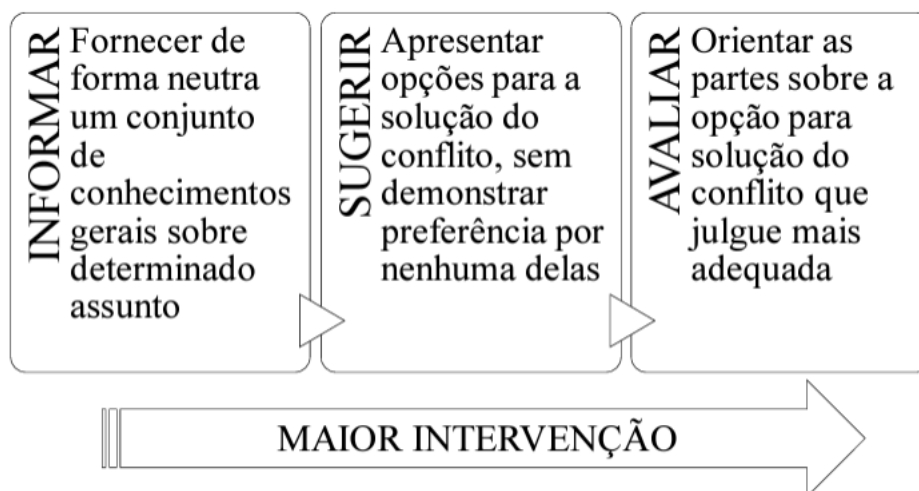 INFORMAR
Fornecer de
forma neutra
um conjunto
de
conhecimentos
gerais sobre
determinado
assunto
SUGERIR
Apresentar
opções para a
solução do
conflito, sem
demonstrar
preferência por
nenhuma delas
AVALIAR
Orientar as
partes sobre a
opção para
solução do
conflito que
julgue mais
adequada
MAIOR INTERVENÇÃO